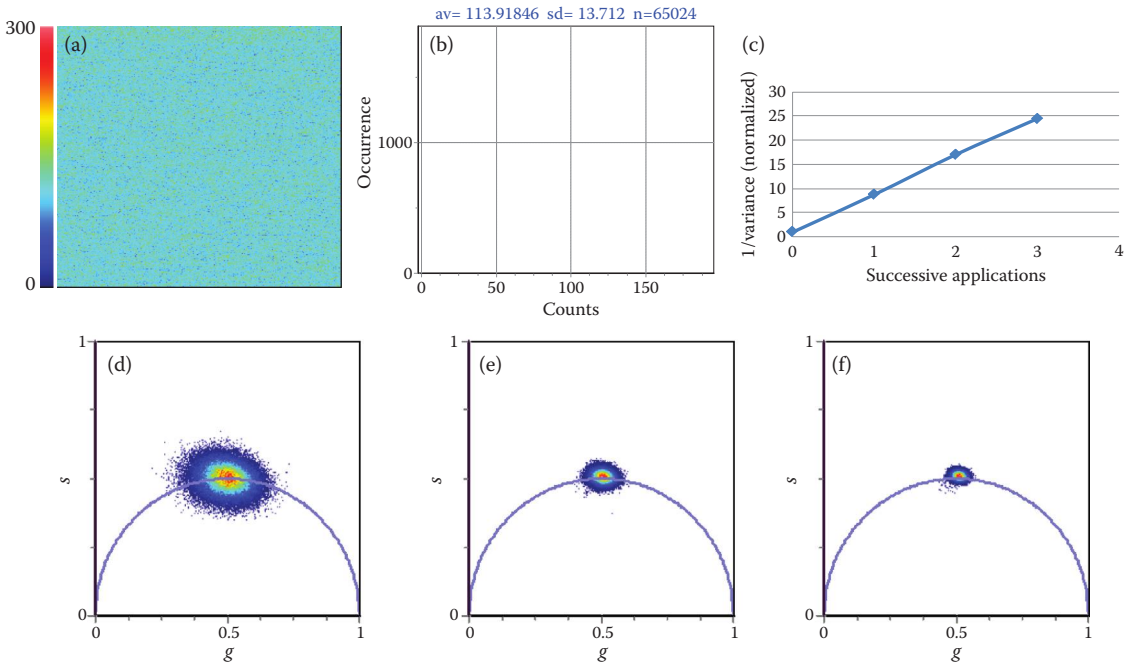 av= 113.91846 sd= 13.712 n=65024
300
(a)
0
(b)
Occurrence
1000
0
0
50
100
150
Counts
(c)
1/variance (normalized)
30
25
20
15
10
5
0
0
1
2
3
4
Successive applications
(d)
1
s
0
0
0.5
1
g
(e)
1
s
0
0
0.5
1
g
(f)
1
s
0
0
0.5
1
g